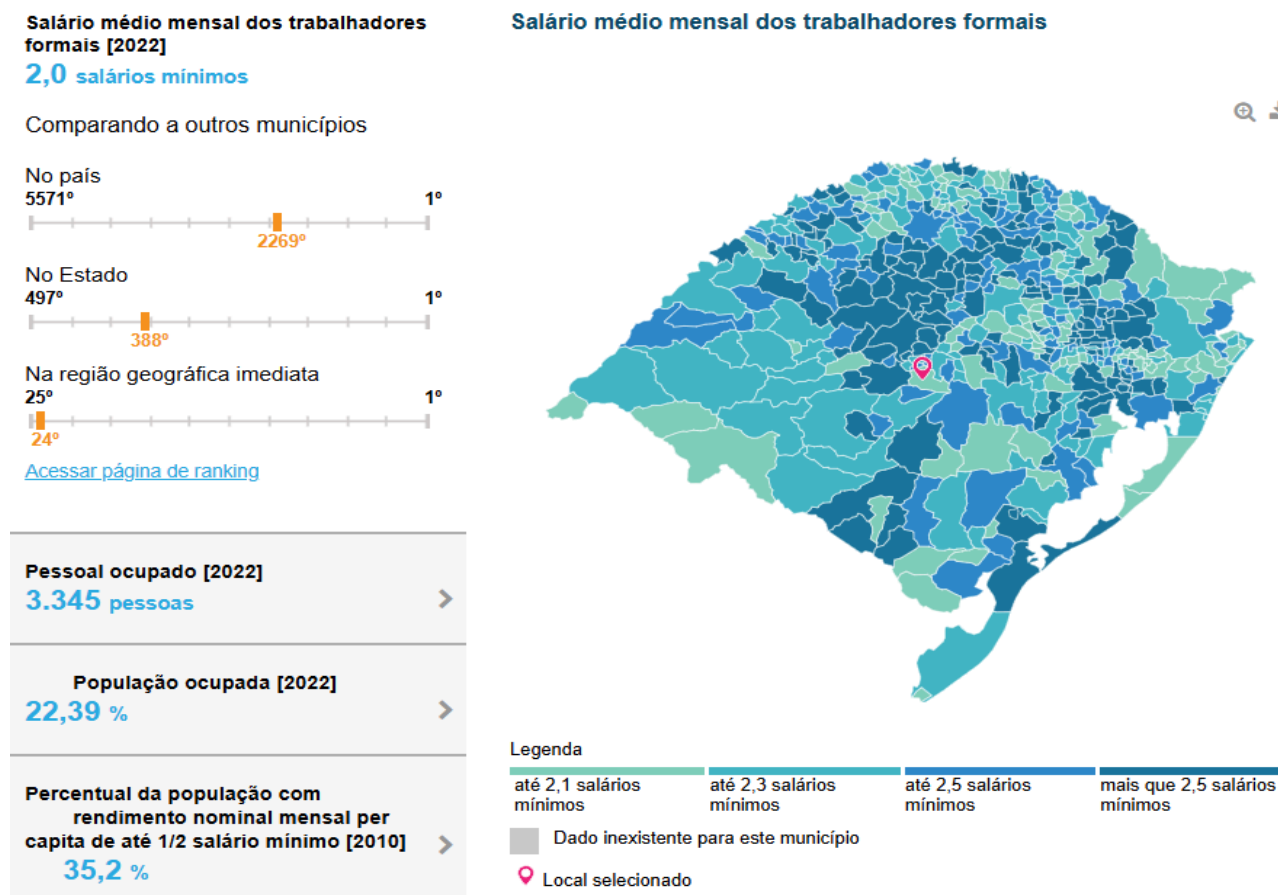 Salário médio mensal dos trabalhadores
formais [2022]
2,0 salários mínimos
Comparando a outros municípios
No país
5571º 1º
2269º
No Estado
497º 1º
388º
Na região geográfica imediata
25º 1º
24º
Acessar página de ranking
Pessoal ocupado [2022]
3.345 pessoas
População ocupada [2022]
22,39 %
Percentual da população com
rendimento nominal mensal per
capita de até 1/2 salário mínimo [2010]
35,2 %
Salário médio mensal dos trabalhadores formais
Legenda
até 2,1 salários
mínimos
até 2,3 salários
mínimos
até 2,5 salários
mínimos
mais que 2,5 salários
mínimos
Dado inexistente para este município
Local selecionado